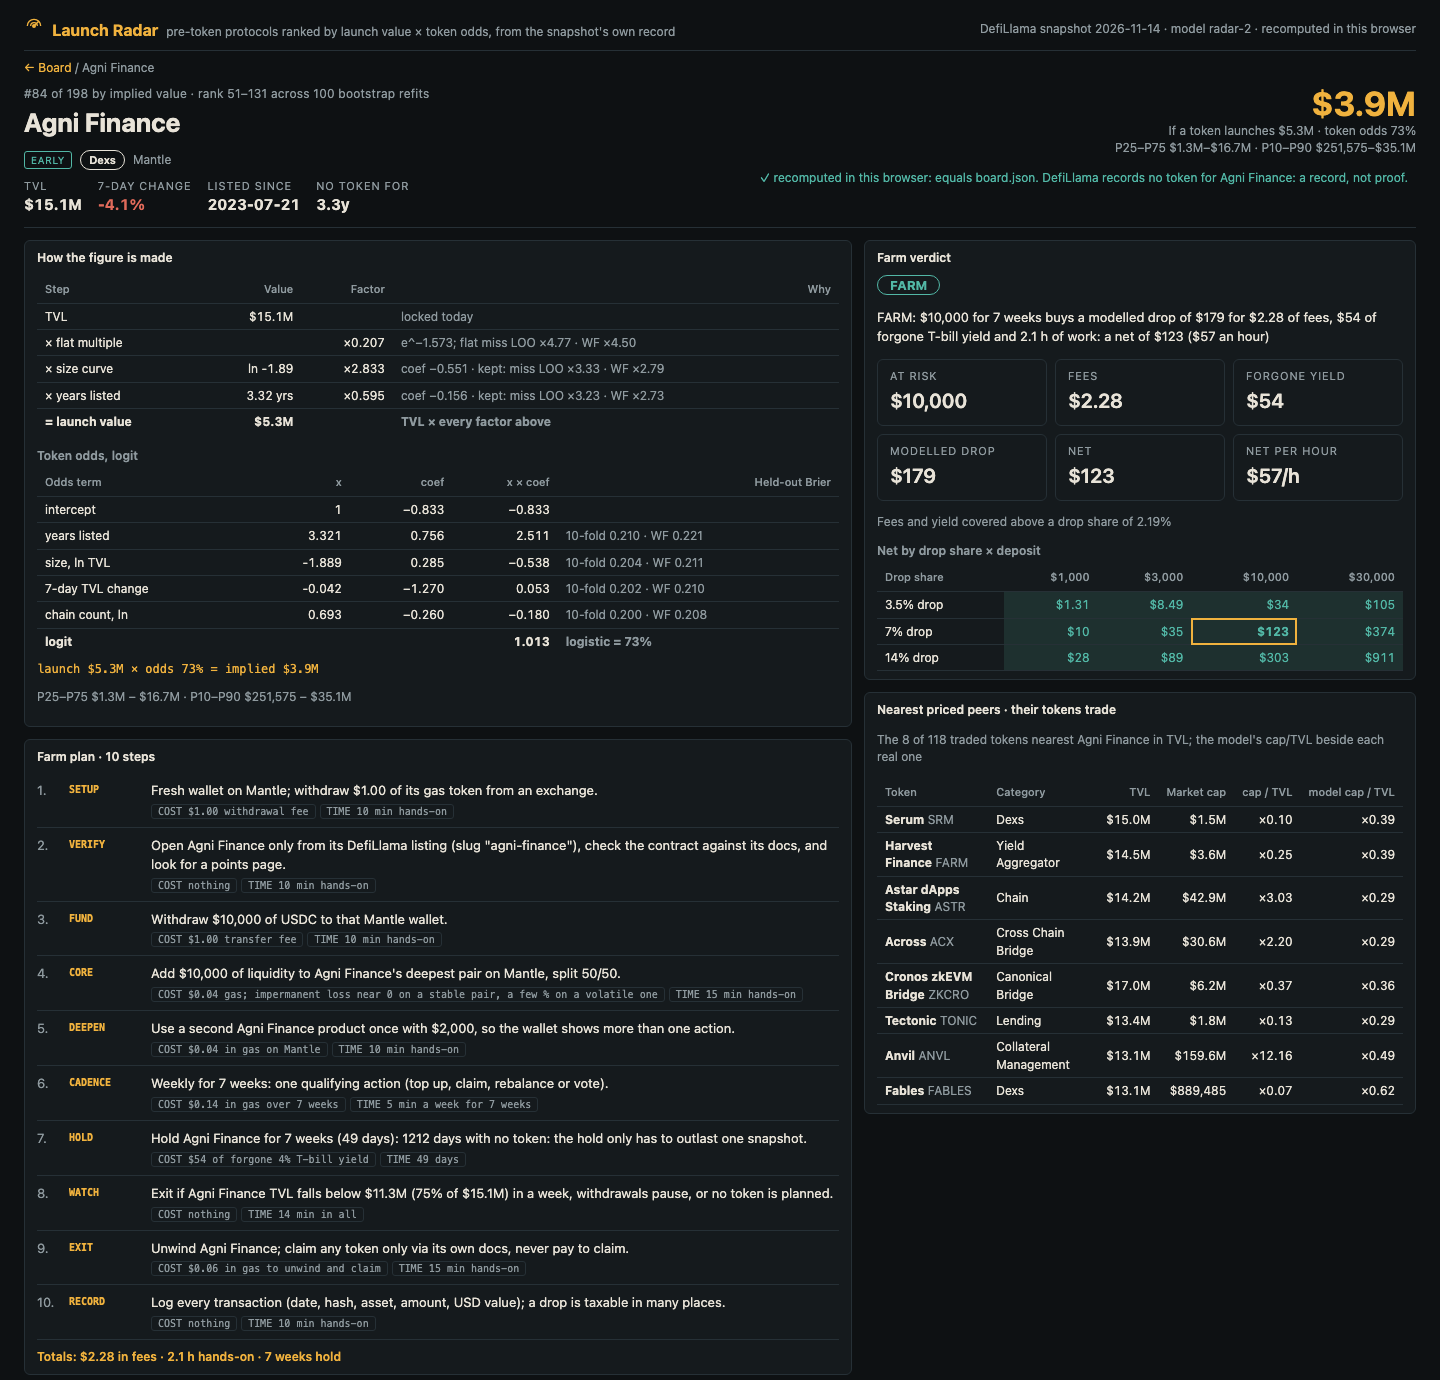 Launch Radar pre-token protocols ranked by launch value × token odds, from the snapshot's own record
DefiLlama snapshot 2026-11-14 · model radar-2 · recomputed in this browser
← Board / Agni Finance
#84 of 198 by implied value · rank 51–131 across 100 bootstrap refits
Agni Finance
EARLY Dexs Mantle
TVL 7-DAY CHANGE LISTED SINCE NO TOKEN FOR
$15.1M -4.1% 2023-07-21 3.3y
$3.9M
If a token launches $5.3M · token odds 73%
P25–P75 $1.3M–$16.7M · P10–P90 $251,575–$35.1M
✓ recomputed in this browser: equals board.json. DefiLlama records no token for Agni Finance: a record, not proof.
How the figure is made
Step Value Factor Why
TVL $15.1M locked today
× flat multiple ×0.207 e^−1.573; flat miss LOO ×4.77 · WF ×4.50
× size curve ln -1.89 ×2.833 coef −0.551 · kept: miss LOO ×3.33 · WF ×2.79
× years listed 3.32 yrs ×0.595 coef −0.156 · kept: miss LOO ×3.23 · WF ×2.73
= launch value $5.3M TVL × every factor above
Token odds, logit
Odds term x coef x × coef Held-out Brier
intercept 1 −0.833 −0.833
years listed 3.321 0.756 2.511 10-fold 0.210 · WF 0.221
size, ln TVL -1.889 0.285 −0.538 10-fold 0.204 · WF 0.211
7-day TVL change -0.042 −1.270 0.053 10-fold 0.202 · WF 0.210
chain count, ln 0.693 −0.260 −0.180 10-fold 0.200 · WF 0.208
logit 1.013 logistic = 73%
launch $5.3M × odds 73% = implied $3.9M
P25–P75 $1.3M – $16.7M · P10–P90 $251,575 – $35.1M
Farm plan · 10 steps
1. SETUP Fresh wallet on Mantle; withdraw $1.00 of its gas token from an exchange.
COST $1.00 withdrawal fee TIME 10 min hands-on
2. VERIFY Open Agni Finance only from its DefiLlama listing (slug "agni-finance"), check the contract against its docs, and
look for a points page.
COST nothing TIME 10 min hands-on
3. FUND Withdraw $10,000 of USDC to that Mantle wallet.
COST $1.00 transfer fee TIME 10 min hands-on
4. CORE Add $10,000 of liquidity to Agni Finance's deepest pair on Mantle, split 50/50.
COST $0.04 gas; impermanent loss near 0 on a stable pair, a few % on a volatile one TIME 15 min hands-on
5. DEEPEN Use a second Agni Finance product once with $2,000, so the wallet shows more than one action.
COST $0.04 in gas on Mantle TIME 10 min hands-on
6. CADENCE Weekly for 7 weeks: one qualifying action (top up, claim, rebalance or vote).
COST $0.14 in gas over 7 weeks TIME 5 min a week for 7 weeks
7. HOLD Hold Agni Finance for 7 weeks (49 days): 1212 days with no token: the hold only has to outlast one snapshot.
COST $54 of forgone 4% T-bill yield TIME 49 days
8. WATCH Exit if Agni Finance TVL falls below $11.3M (75% of $15.1M) in a week, withdrawals pause, or no token is planned.
COST nothing TIME 14 min in all
9. EXIT Unwind Agni Finance; claim any token only via its own docs, never pay to claim.
COST $0.06 in gas to unwind and claim TIME 15 min hands-on
10. RECORD Log every transaction (date, hash, asset, amount, USD value); a drop is taxable in many places.
COST nothing TIME 10 min hands-on
Totals: $2.28 in fees · 2.1 h hands-on · 7 weeks hold
Farm verdict
FARM
FARM: $10,000 for 7 weeks buys a modelled drop of $179 for $2.28 of fees, $54 of
forgone T-bill yield and 2.1 h of work: a net of $123 ($57 an hour)
AT RISK FEES FORGONE YIELD
$10,000 $2.28 $54
MODELLED DROP NET NET PER HOUR
$179 $123 $57/h
Fees and yield covered above a drop share of 2.19%
Net by drop share × deposit
Drop share $1,000 $3,000 $10,000 $30,000
3.5% drop $1.31 $8.49 $34 $105
7% drop $10 $35 $123 $374
14% drop $28 $89 $303 $911
Nearest priced peers · their tokens trade
The 8 of 118 traded tokens nearest Agni Finance in TVL; the model's cap/TVL beside each
real one
Token Category TVL Market cap cap / TVL model cap / TVL
Serum SRM Dexs $15.0M $1.5M ×0.10 ×0.39
Harvest Finance FARM Yield Aggregator $14.5M $3.6M ×0.25 ×0.39
Astar dApps Staking ASTR Chain $14.2M $42.9M ×3.03 ×0.29
Across ACX Cross Chain Bridge $13.9M $30.6M ×2.20 ×0.29
Cronos zkEVM Bridge ZKCRO Canonical Bridge $17.0M $6.2M ×0.37 ×0.36
Tectonic TONIC Lending $13.4M $1.8M ×0.13 ×0.29
Anvil ANVL Collateral Management $13.1M $159.6M ×12.16 ×0.49
Fables FABLES Dexs $13.1M $889,485 ×0.07 ×0.62